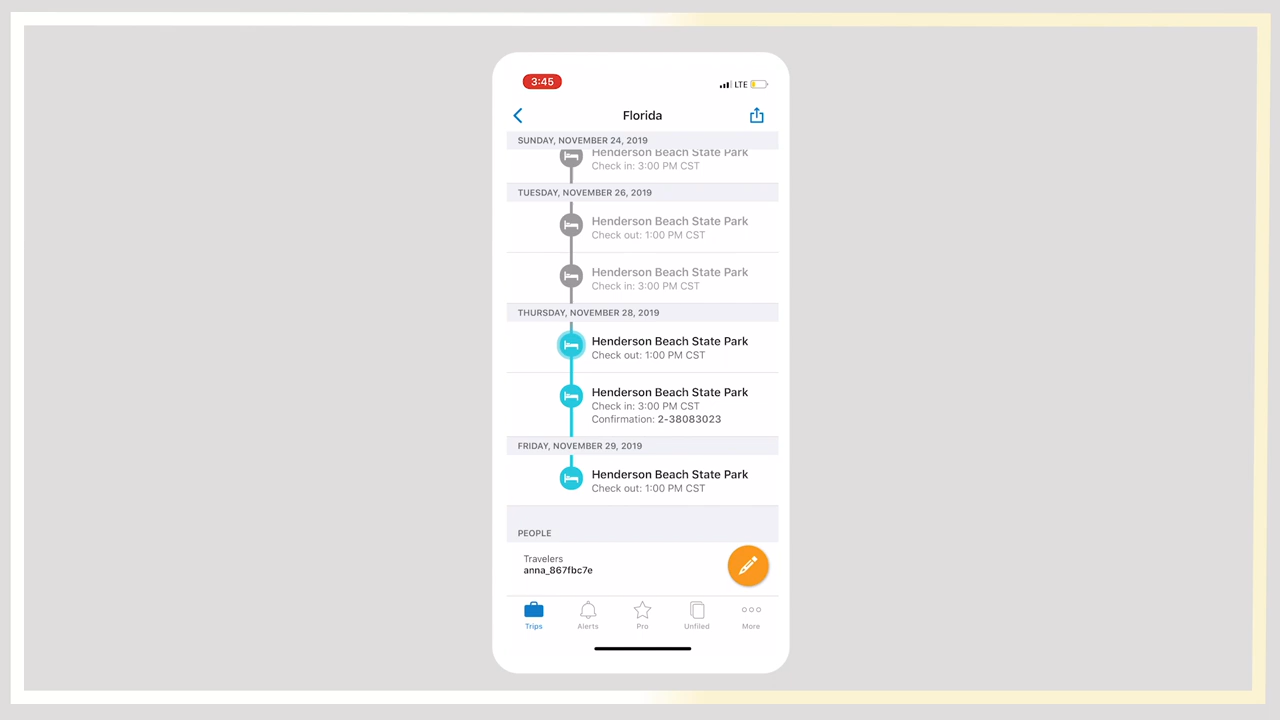 3:45
LTE
Florida
SUNDAY, NOVEMBER 24, 2019
Henderson Beach State Park
Check in: 3:00 PM CST
TUESDAY, NOVEMBER 26, 2019
Henderson Beach State Park
Check out: 1:00 PM CST
Henderson Beach State Park
Check in: 3:00 PM CST
THURSDAY, NOVEMBER 28, 2019
Henderson Beach State Park
Check out: 1:00 PM CST
Henderson Beach State Park
Check in: 3:00 PM CST
Confirmation: 2-38083023
FRIDAY, NOVEMBER 29, 2019
Henderson Beach State Park
Check out: 1:00 PM CST
PEOPLE
Travelers
anna_867fbc7e
Trips Alerts Pro Unfiled More